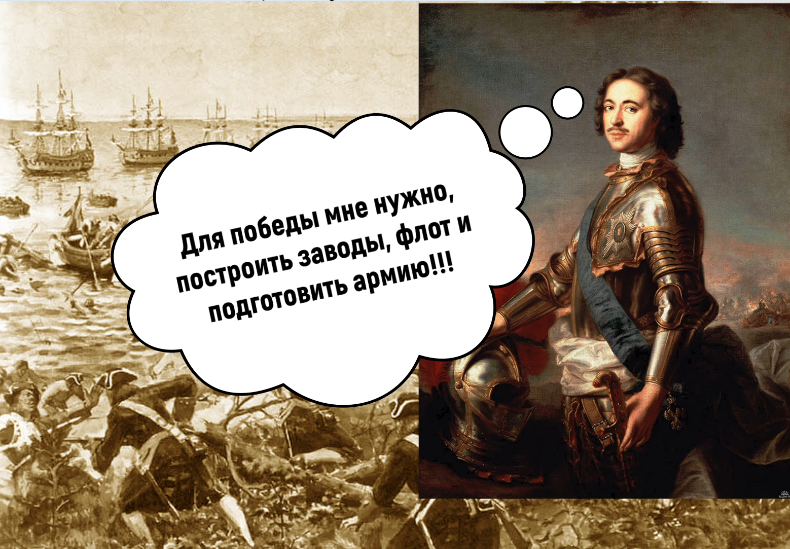 Для победы мне нужно,
построить заводы, флот и
подготовить армию!!!